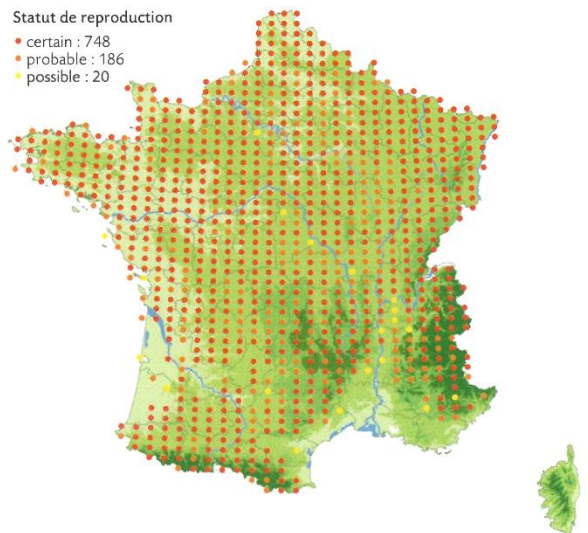 Statut de reproduction
certain : 748
probable : 186
possible : 20